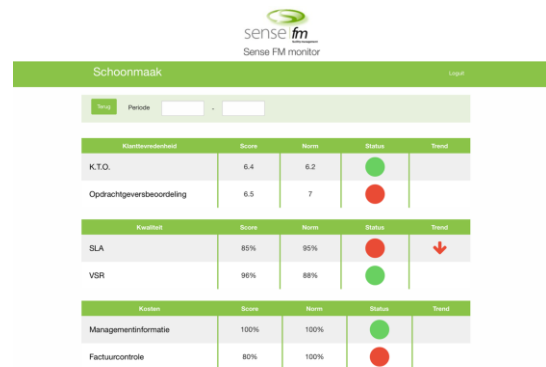 sense fm
Sense FM monitor
Schoonmaak Loguit
Terug Periode -
Klanttevredenheid Score Norm Status Trend
K.T.O. 6.4 6.2
Opdrachtgeversbeoordeling 6.5 7
Kwaliteit Score Norm Status Trend
SLA 85% 95%
VSR 96% 88%
Kosten Score Norm Status Trend
Managementinformatie 100% 100%
Factuurcontrole 80% 100%